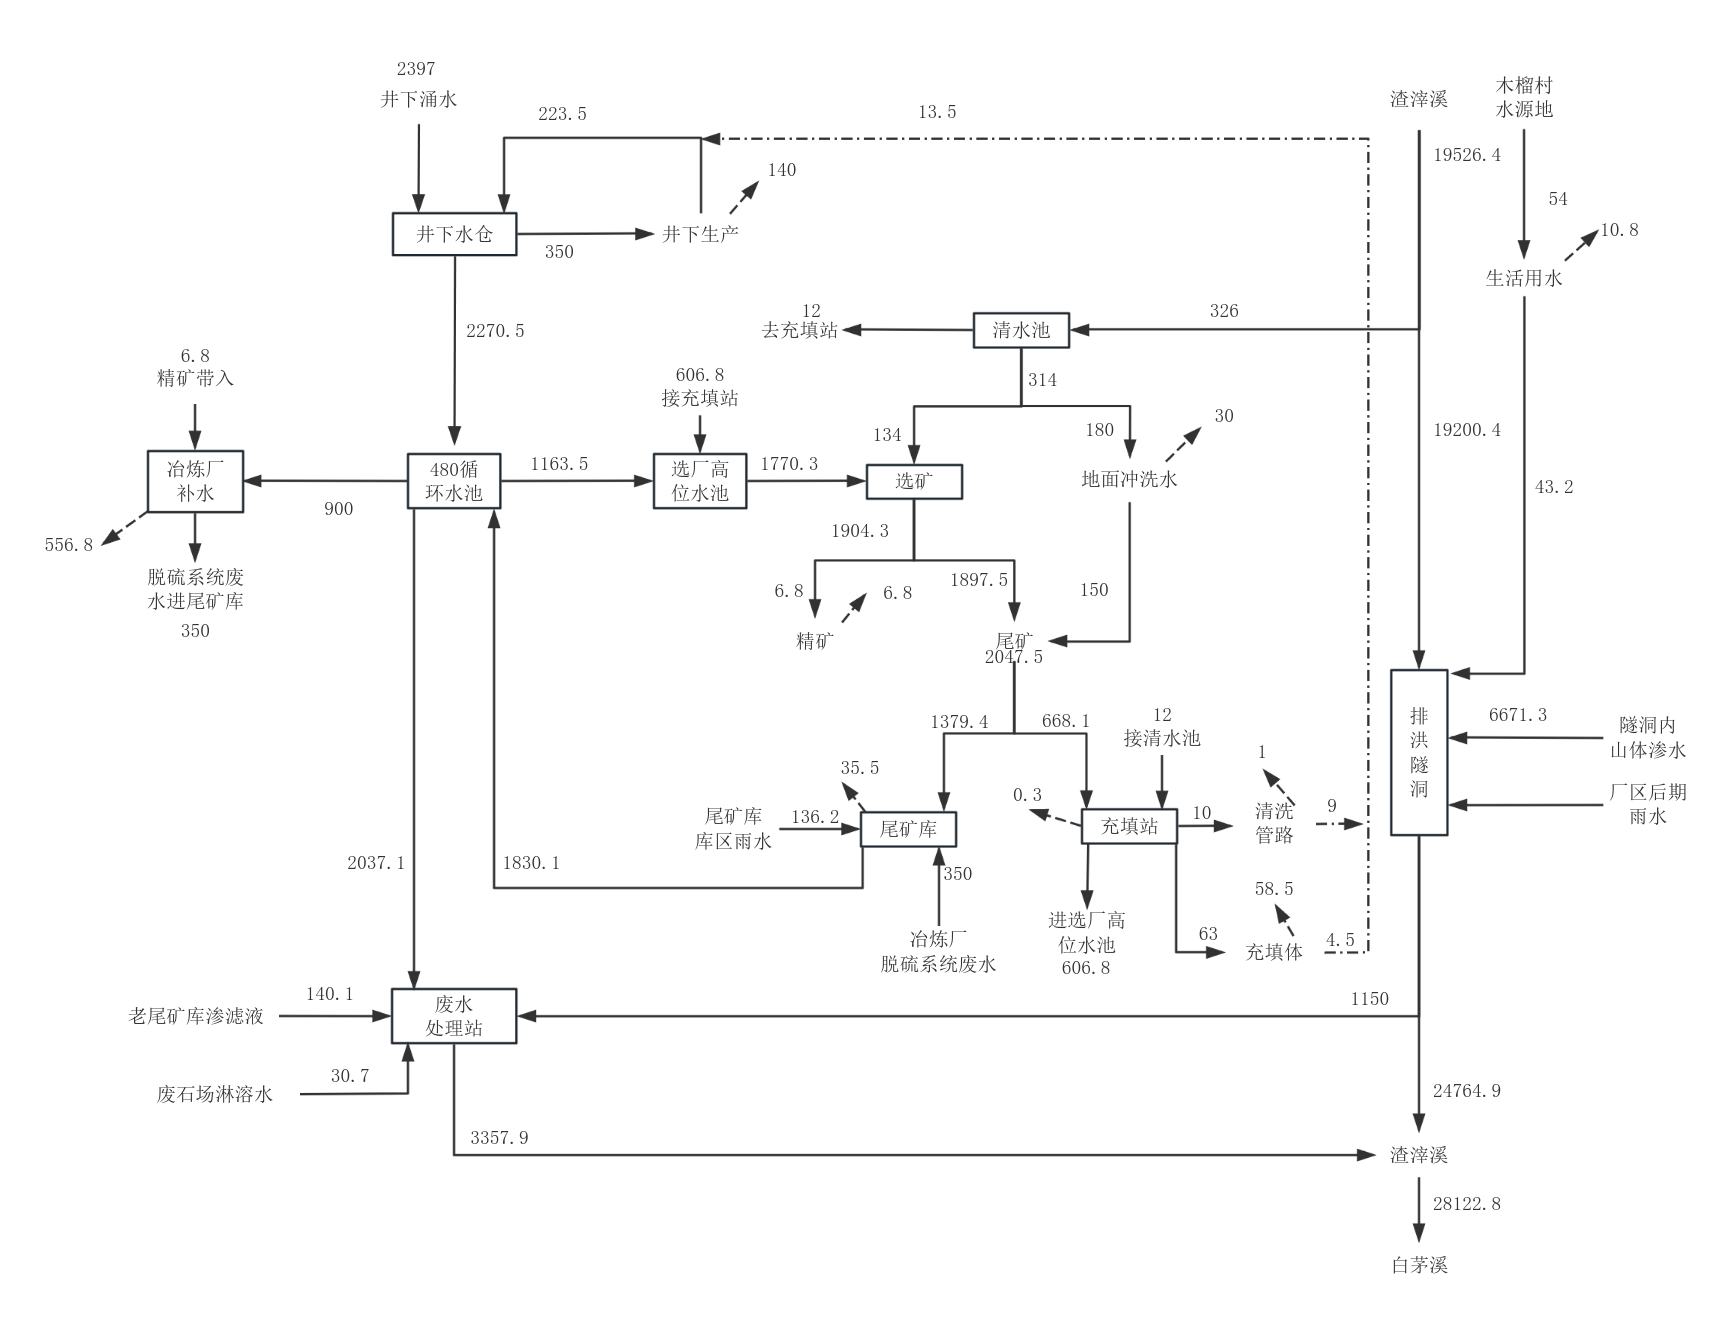 2397
井下涌水
223.5
13.5
渣滓溪
木榴村
水源地
19526.4
140
54
10.8
井下水仓
350
井下生产
生活用水
2270.5
12
去充填站
清水池
326
314
6.8
精矿带入
606.8
接充填站
134
180
30
19200.4
冶炼厂
补水
900
480循
环水池
1163.5
选厂高
位水池
1770.3
选矿
地面冲洗水
43.2
556.8
脱硫系统废
水进尾矿库
350
1904.3
6.8
6.8
1897.5
150
精矿
尾矿
2047.5
1379.4
668.1
12
接清水池
排
洪
隧
洞
6671.3
隧洞内
山体渗水
厂区后期
雨水
35.5
0.3
1
尾矿库
库区雨水
136.2
尾矿库
充填站
10
清洗
管路
9
2037.1
1830.1
350
冶炼厂
脱硫系统废水
进选厂高
位水池
606.8
63
58.5
充填体
4.5
老尾矿库渗滤液
140.1
废水
处理站
1150
废石场淋溶水
30.7
3357.9
24764.9
渣滓溪
28122.8
白茅溪